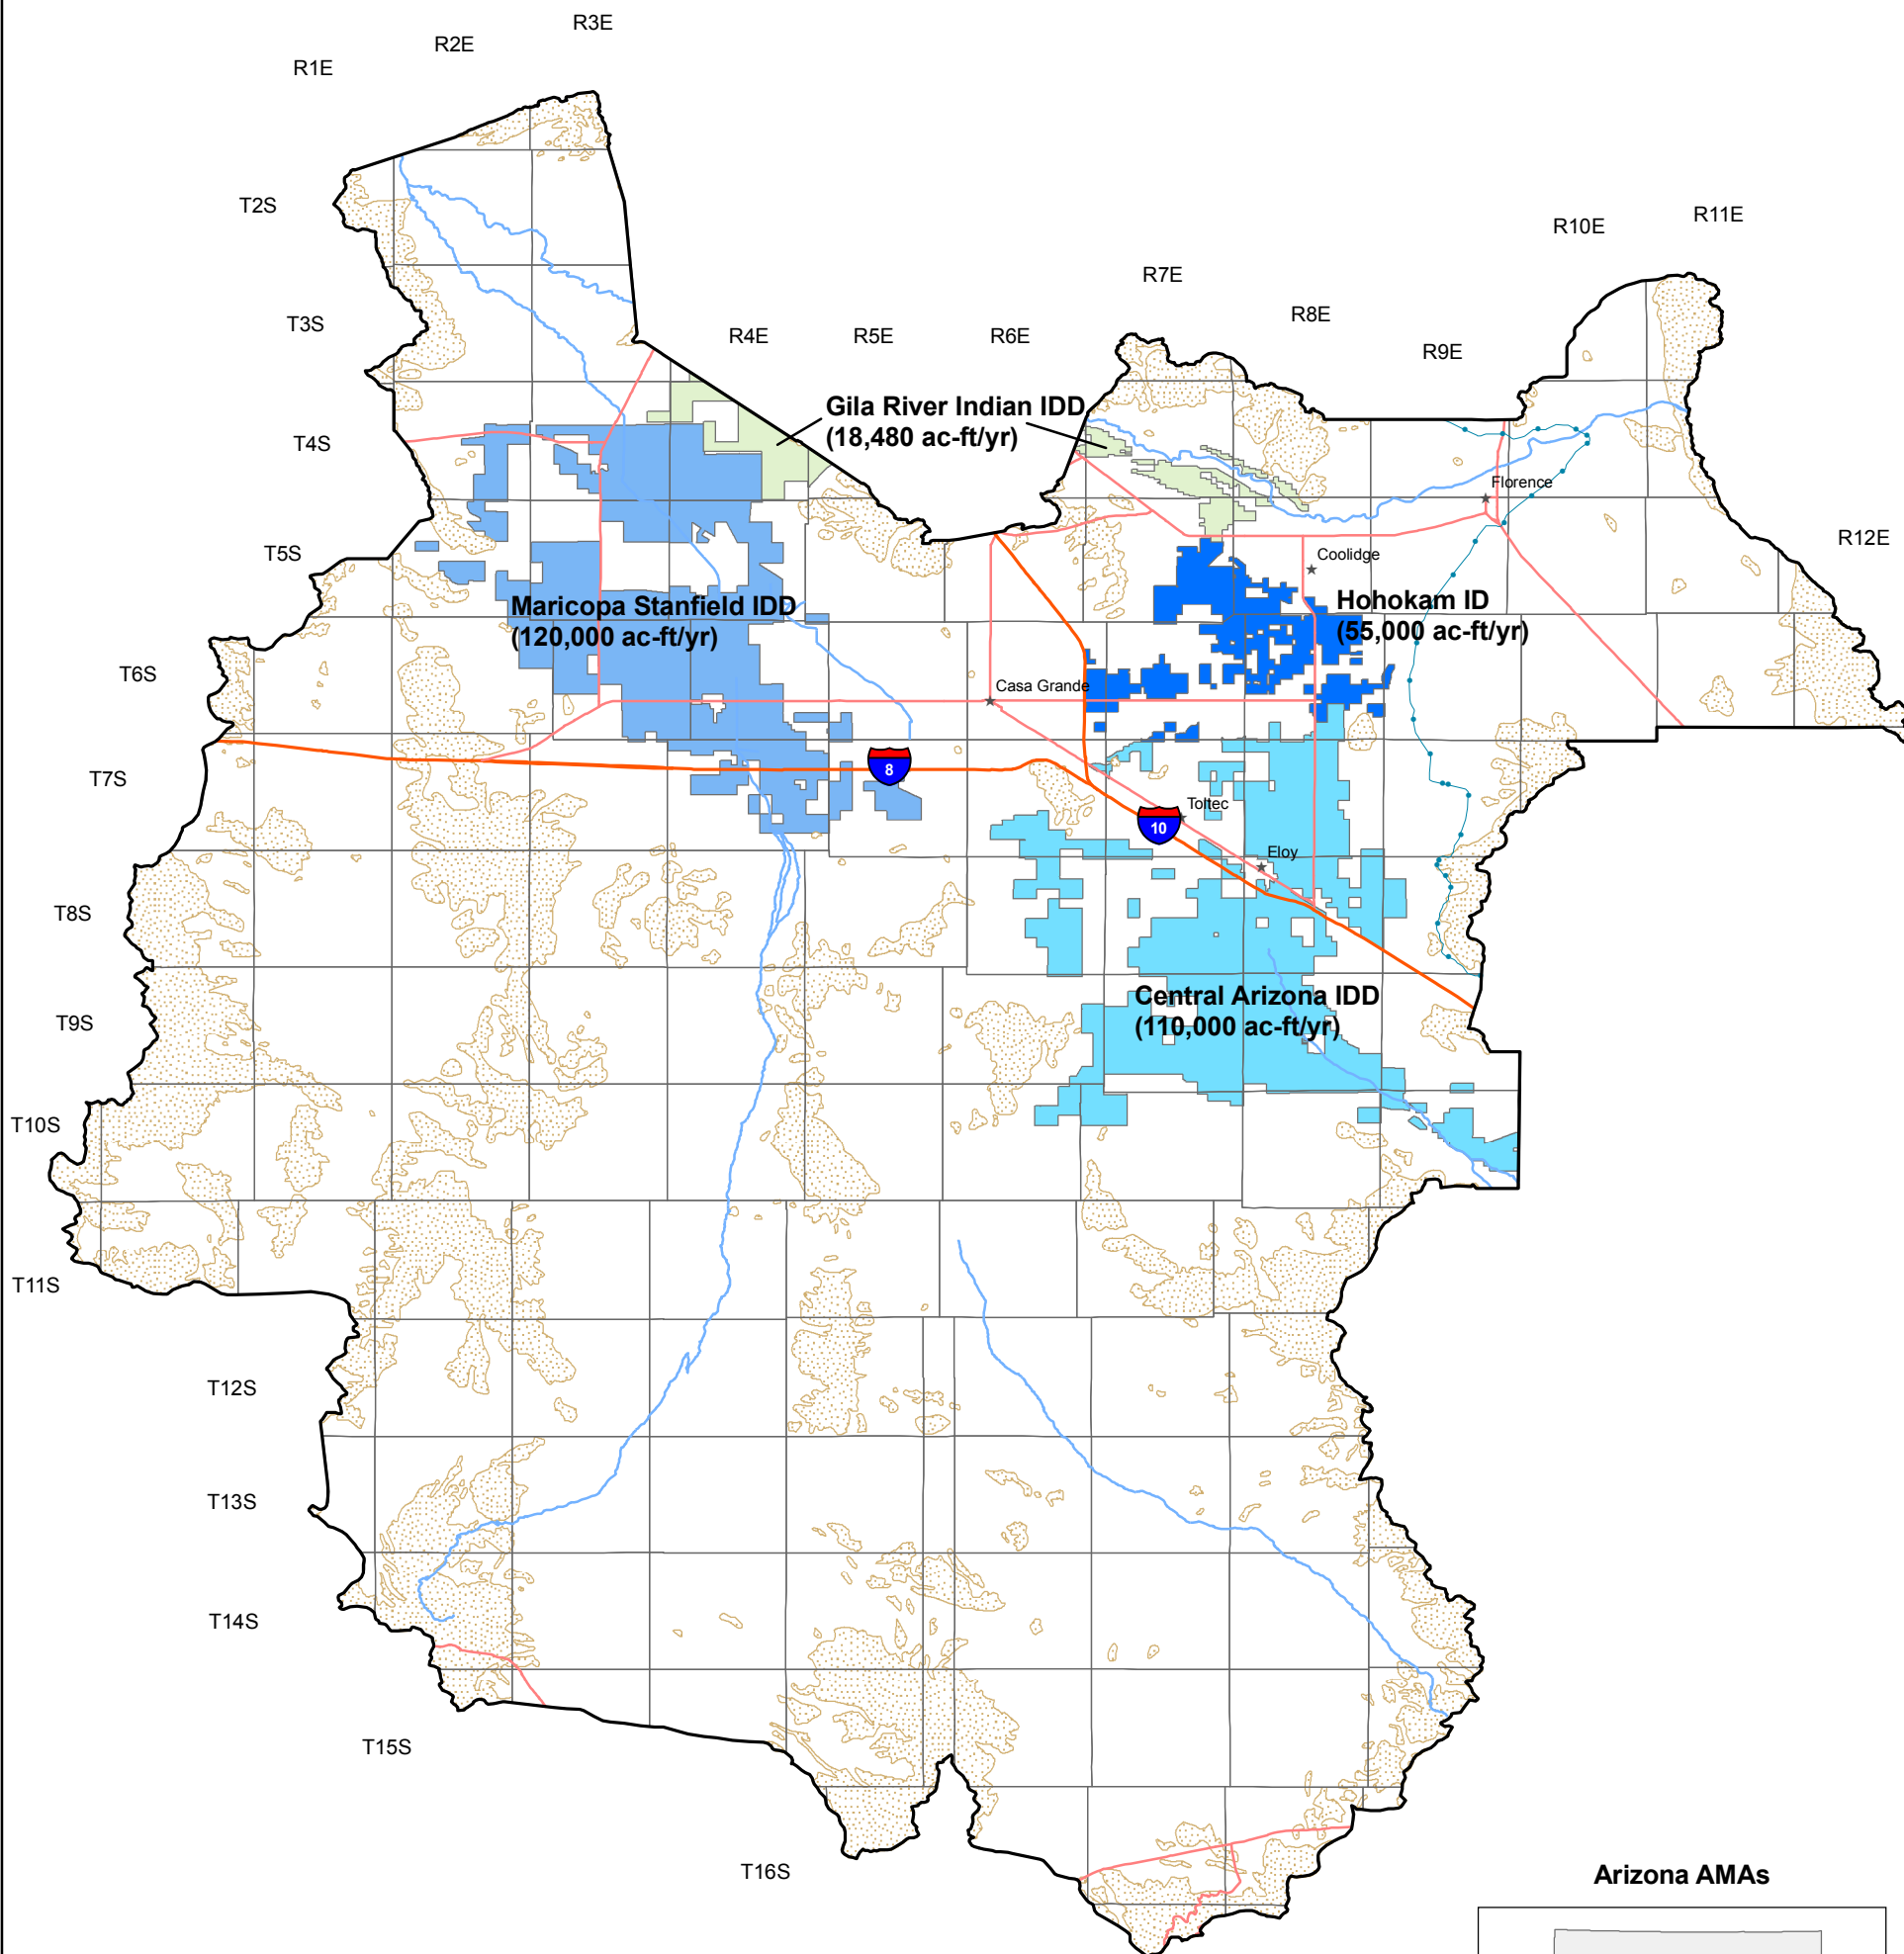 R3E
R2E
R1E
T2S
R11E
R10E
R7E
R8E
T3S
R4E
R5E
R6E
R9E
Gila River Indian IDD
(18,480 ac-ft/yr)
T4S
Florence
R12E
T5S
Coolidge
Maricopa Stanfield IDD
(120,000 ac-ft/yr)
Hohokam ID
(55,000 ac-ft/yr)
T6S
Casa Grande
T7S
8
Toltec
10
Eloy
T8S
Central Arizona IDD
(110,000 ac-ft/yr)
T9S
T10S
T11S
T12S
T13S
T14S
T15S
T16S
Arizona AMAs